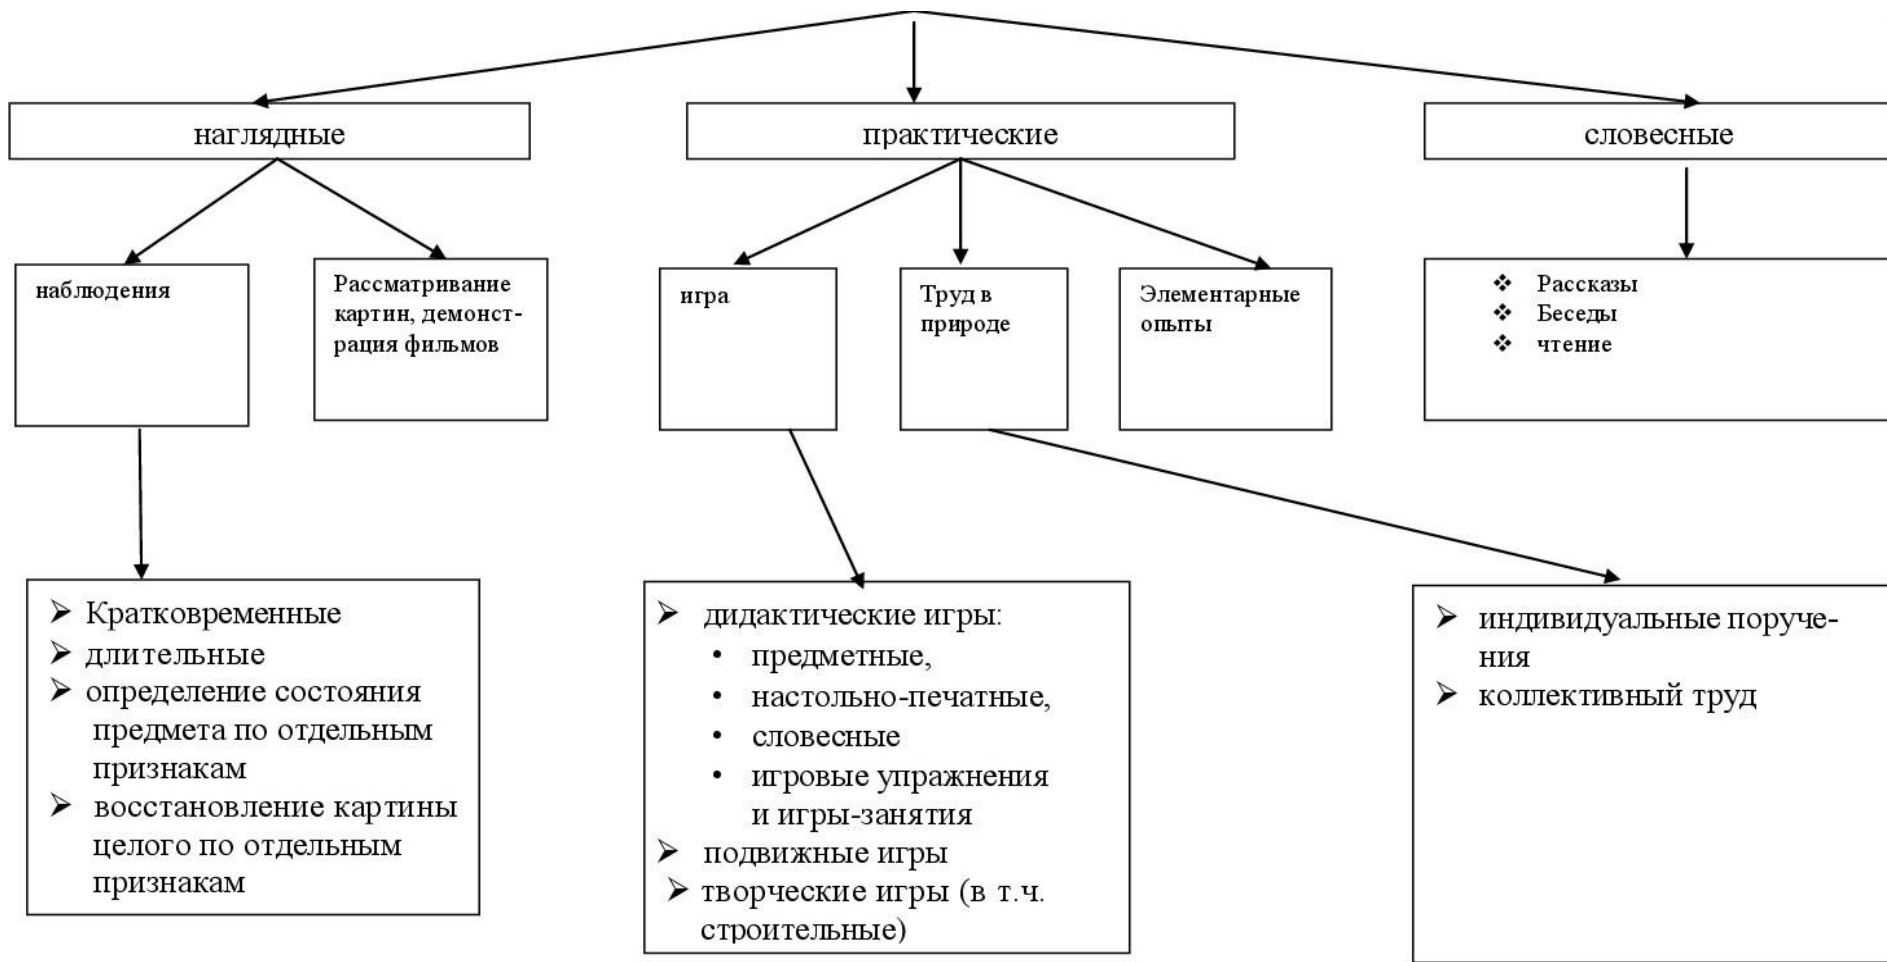 наглядные
практические
словесные
наблюдения
Рассматривание
картин, демонст-
рация фильмов
игра
Труд в
природе
Элементарные
опыты
❖ Рассказы
❖ Беседы
❖ чтение
➢ Кратковременные
➢ длительные
➢ определение состояния
предмета по отдельным
признакам
➢ восстановление картины
целого по отдельным
признакам
➢ дидактические игры:
• предметные,
• настольно-печатные,
• словесные
• игровые упражнения
и игры-занятия
➢ подвижные игры
➢ творческие игры (в т.ч.
строительные)
➢ индивидуальные поруче-
ния
➢ коллективный труд